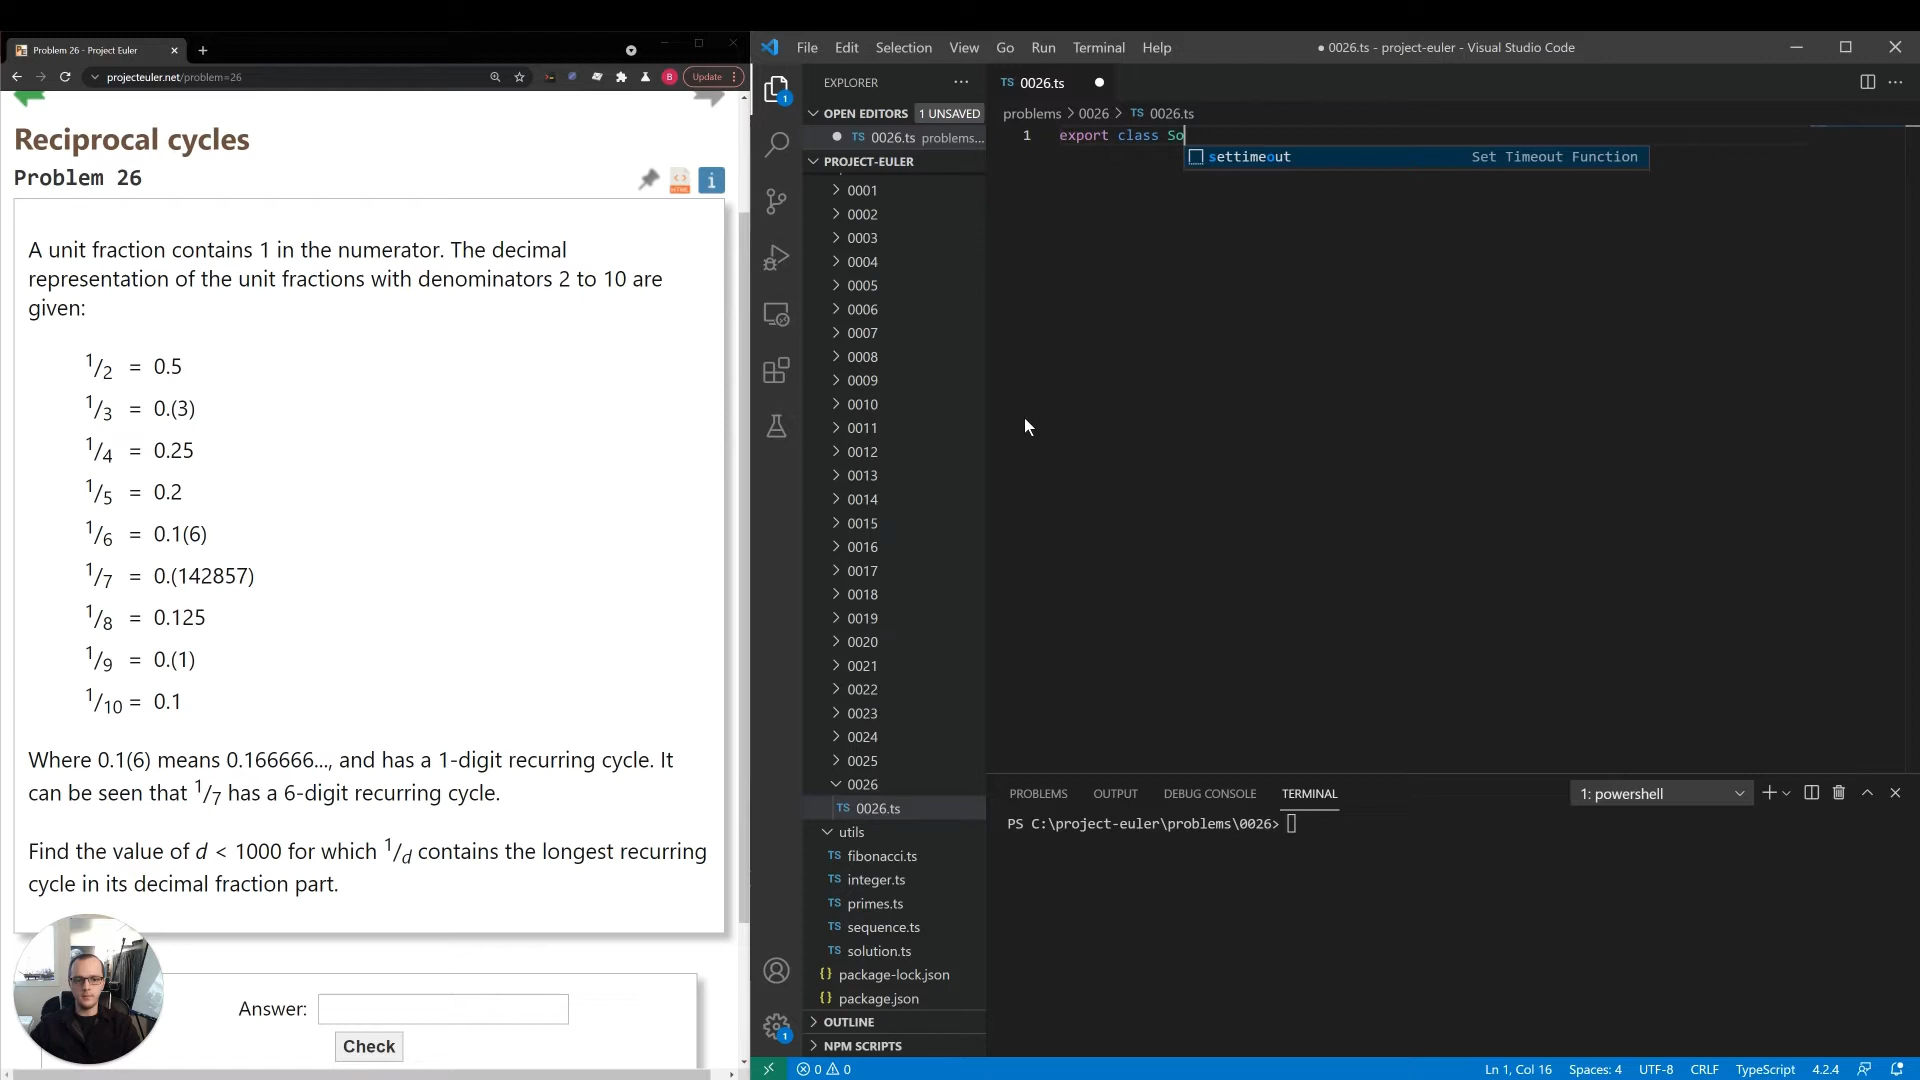 Problem 26 - Project Euler
projecteuler.net/problem=26
B
Update
Reciprocal cycles
Problem 26
A unit fraction contains 1 in the numerator. The decimal
representation of the unit fractions with denominators 2 to 10 are
given:
1/2 = 0.5
1/3 = 0.(3)
1/4 = 0.25
1/5 = 0.2
1/6 = 0.1(6)
1/7 = 0.(142857)
1/8 = 0.125
1/9 = 0.(1)
1/10 = 0.1
Where 0.1(6) means 0.166666..., and has a 1-digit recurring cycle. It
can be seen that 1/7 has a 6-digit recurring cycle.
Find the value of d < 1000 for which 1/d contains the longest recurring
cycle in its decimal fraction part.
Answer:
Check
File Edit Selection View Go Run Terminal Help
● 0026.ts - project-euler - Visual Studio Code
EXPLORER
OPEN EDITORS 1 UNSAVED
TS 0026.ts problems...
PROJECT-EULER
0001
0002
0003
0004
0005
0006
0007
0008
0009
0010
0011
0012
0013
0014
0015
0016
0017
0018
0019
0020
0021
0022
0023
0024
0025
0026
TS 0026.ts
utils
TS fibonacci.ts
TS integer.ts
TS primes.ts
TS sequence.ts
TS solution.ts
{} package-lock.json
{} package.json
OUTLINE
NPM SCRIPTS
TS 0026.ts
problems > 0026 > TS 0026.ts
1 export class So
settimeout Set Timeout Function
PROBLEMS OUTPUT DEBUG CONSOLE TERMINAL
1: powershell
PS C:\project-euler\problems\0026>
0 0
Ln 1, Col 16 Spaces: 4 UTF-8 CRLF TypeScript 4.2.4